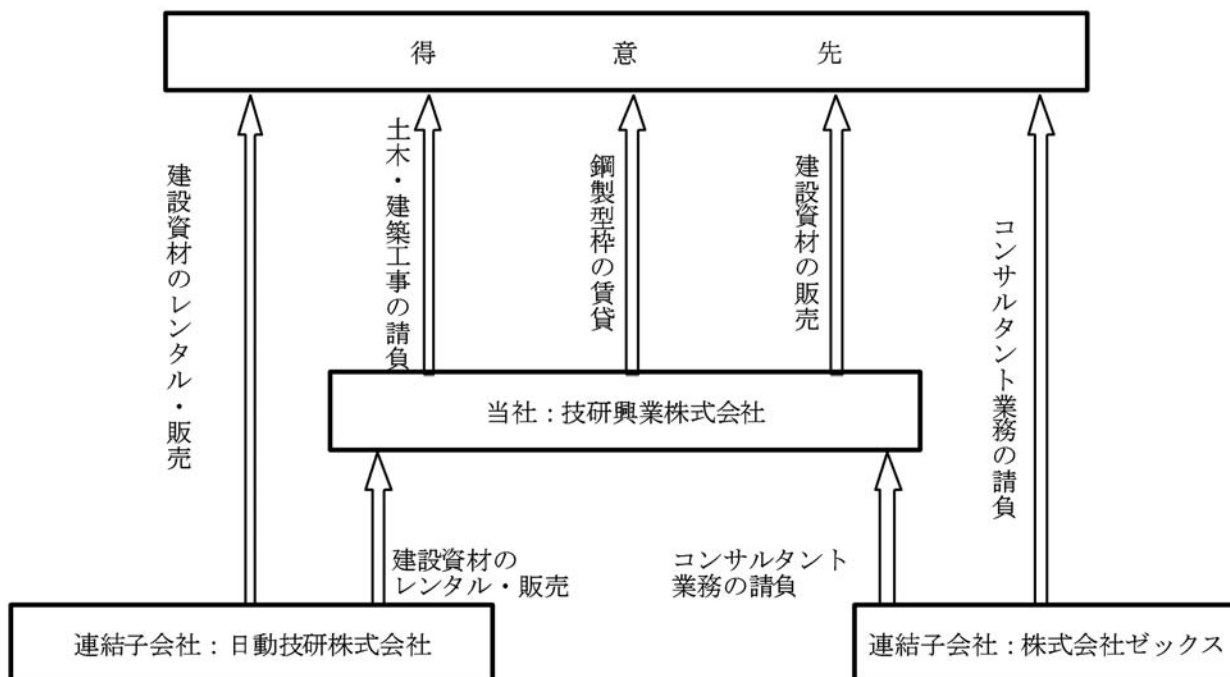 得意先
建設資材のレンタル・販売
土木・建築工事の請負
鋼製型枠の賃貸
建設資材の販売
コンサルタント業務の請負
当社：技研興業株式会社
建設資材の
レンタル・販売
コンサルタント
業務の請負
連結子会社：日動技研株式会社
連結子会社：株式会社ゼックス